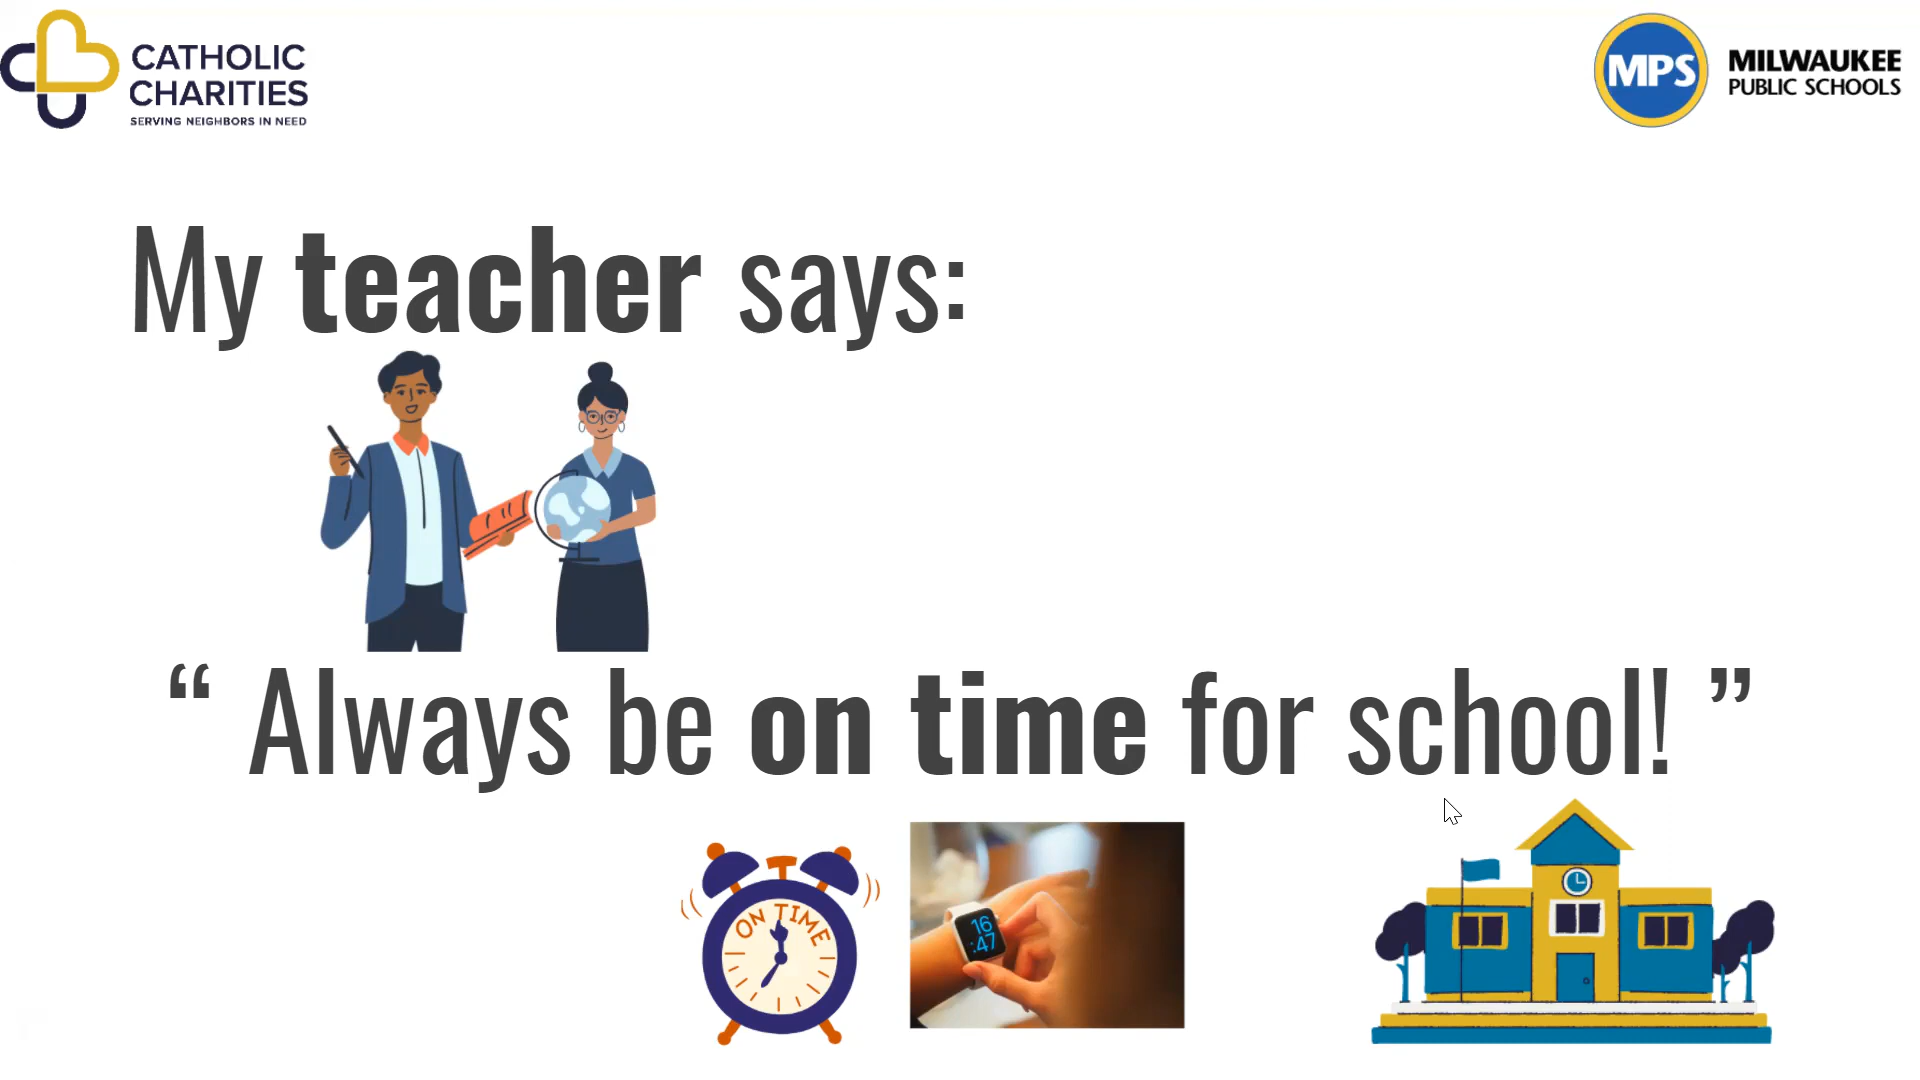 CATHOLIC
CHARITIES
SERVING NEIGHBORS IN NEED
MPS
MILWAUKEE
PUBLIC SCHOOLS
My teacher says:
“ Always be on time for school! ”
ON TIME
16
:47